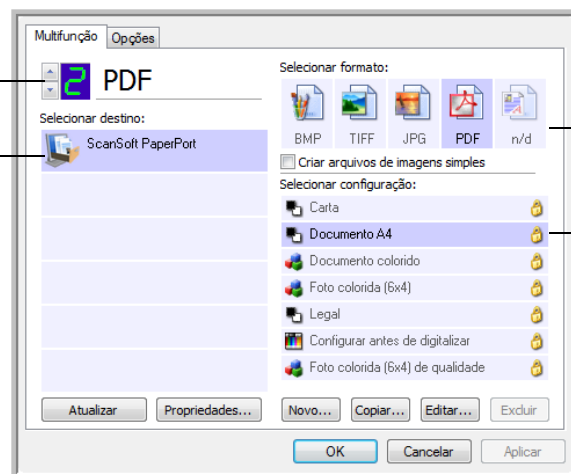 Multifunção
Opções
2 PDF
Selecionar destino:
ScanSoft PaperPort
Selecionar formato:
BMP TIFF JPG PDF n/d
Criar arquivos de imagens simples
Selecionar configuração:
Carta
Documento A4
Documento colorido
Foto colorida (6x4)
Legal
Configurar antes de digitalizar
Foto colorida (6x4) de qualidade
Atualizar Propriedades... Novo... Copiar... Editar... Excluir
OK Cancelar Aplicar